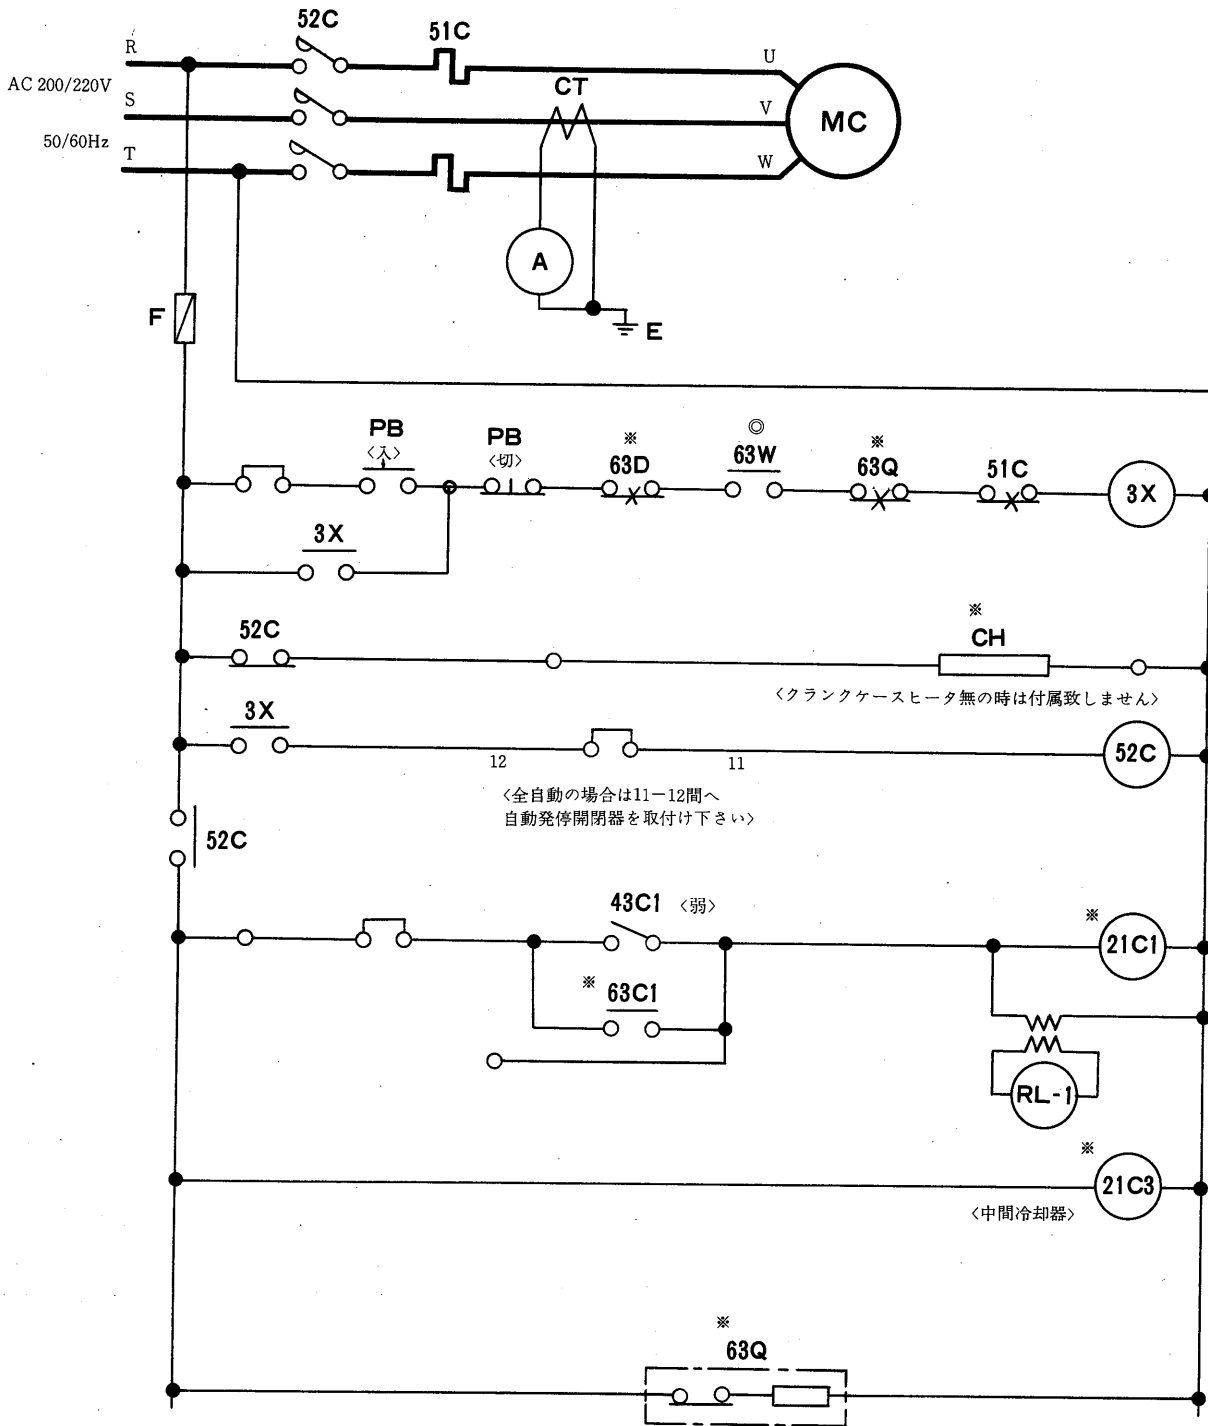 52C
51C
R
U
AC 200/220V
CT
S
V
MC
50/60Hz
T
W
A
F
E
PB
〈入〉
PB
〈切〉
※
63D
◎
63W
※
63Q
51C
3X
3X
52C
※
CH
〈クランクケースヒータ無の時は付属致しません〉
3X
12
11
52C
〈全自動の場合は11-12間へ
自動発停開閉器を取付け下さい〉
52C
43C1 〈弱〉
※
21C1
※ 63C1
RL-1
※
21C3
〈中間冷却器〉
※
63Q